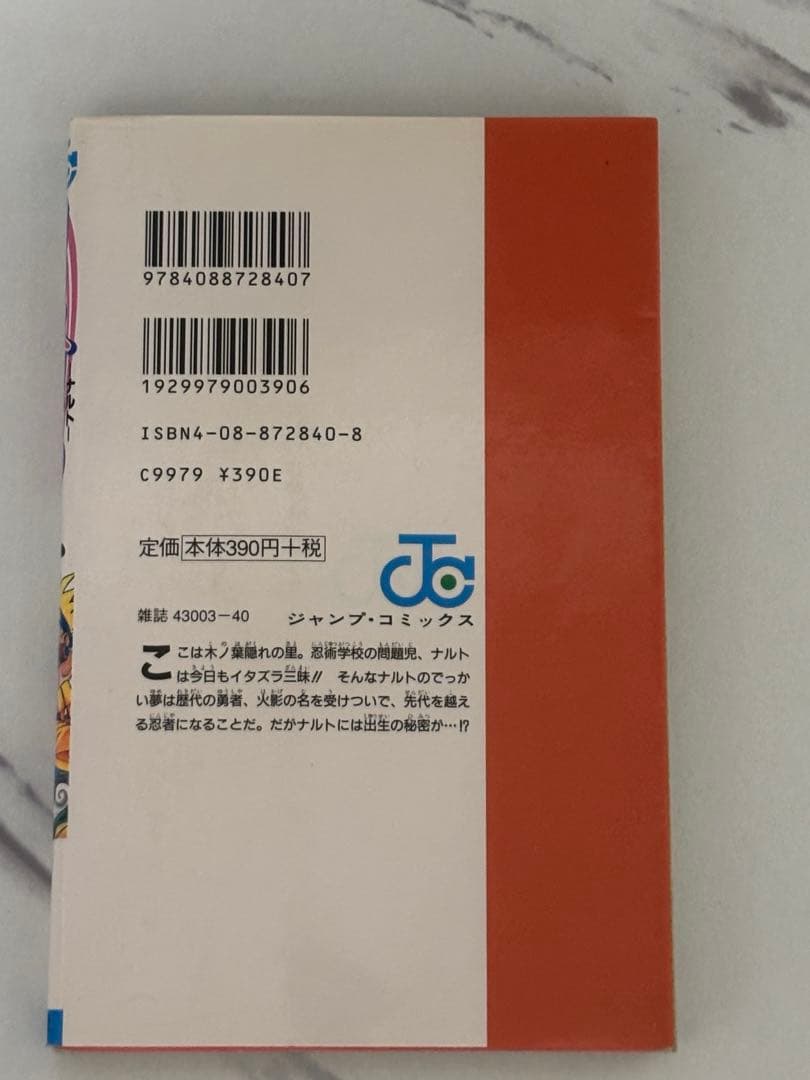 9784088728407
1929979003906
ISBN4-08-872840-8
C9979 ¥390E
定価 本体390円+税
JC
雑誌 43003-40
ジャンプ・コミックス
ここは木ノ葉隠れの里。忍術学校の問題児、ナルト
は今日もイタズラ三昧!! そんなナルトのでっか
い夢は歴代の勇者、火影の名を受けついで、先代を越え
る忍者になることだ。だがナルトには出生の秘密が…!?
ナルト